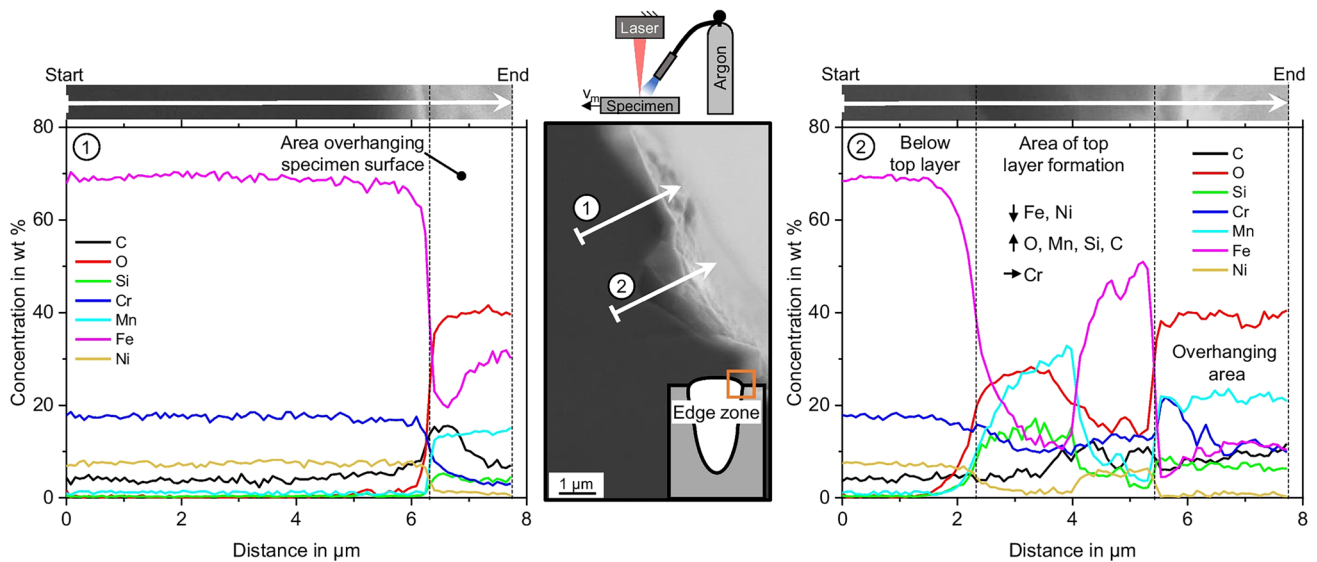 Start
End
Area overhanging
specimen surface
1
80
60
40
20
0
C
O
Si
Cr
Mn
Fe
Ni
Concentration in wt %
0
2
4
6
8
Distance in µm
Laser
Argon
vm
Specimen
1
2
Edge zone
1 µm
Start
End
2
Below
top layer
Area of top
layer formation
Fe, Ni
O, Mn, Si, C
Cr
C
O
Si
Cr
Mn
Fe
Ni
Overhanging
area
80
60
40
20
0
Concentration in wt %
0
2
4
6
8
Distance in µm